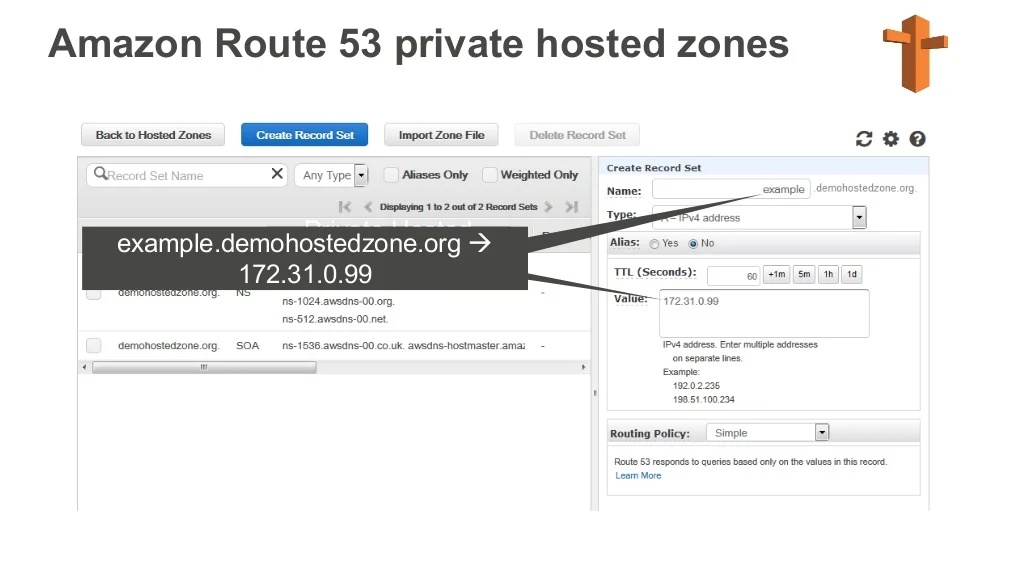 Amazon Route 53 private hosted zones
Back to Hosted Zones
Create Record Set
Import Zone File
Delete Record Set
Record Set Name
Any Type
Aliases Only
Weighted Only
Displaying 1 to 2 out of 2 Record Sets
example.demohostedzone.org →
172.31.0.99
demohostedzone.org. NS
ns-1024.awsdns-00.org.
ns-512.awsdns-00.net.
-
demohostedzone.org. SOA ns-1536.awsdns-00.co.uk. awsdns-hostmaster.amaz -
Create Record Set
Name: example .demohostedzone.org.
Type: A – IPv4 address
Alias: Yes No
TTL (Seconds): 60 +1m 5m 1h 1d
Value: 172.31.0.99
IPv4 address. Enter multiple addresses
on separate lines.
Example:
192.0.2.235
198.51.100.234
Routing Policy: Simple
Route 53 responds to queries based only on the values in this record.
Learn More